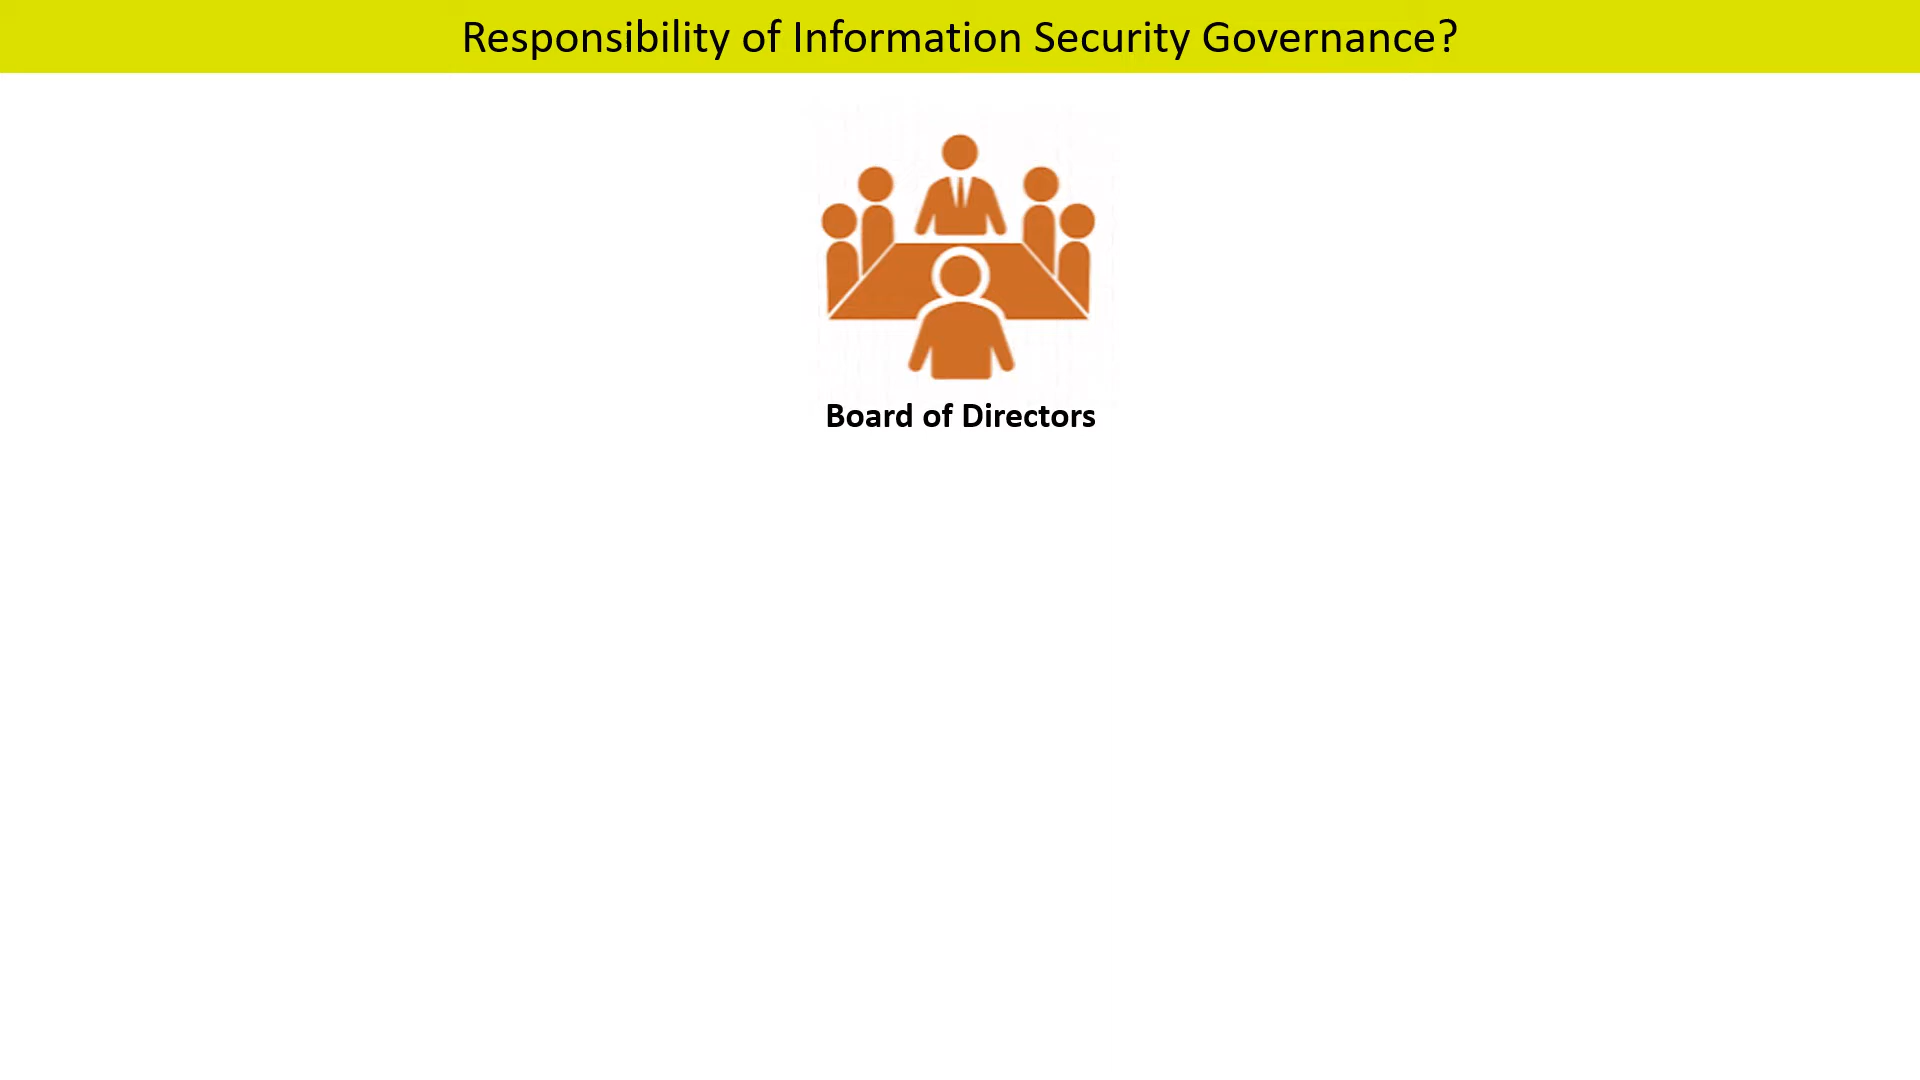 Responsibility of Information Security Governance?
Board of Directors